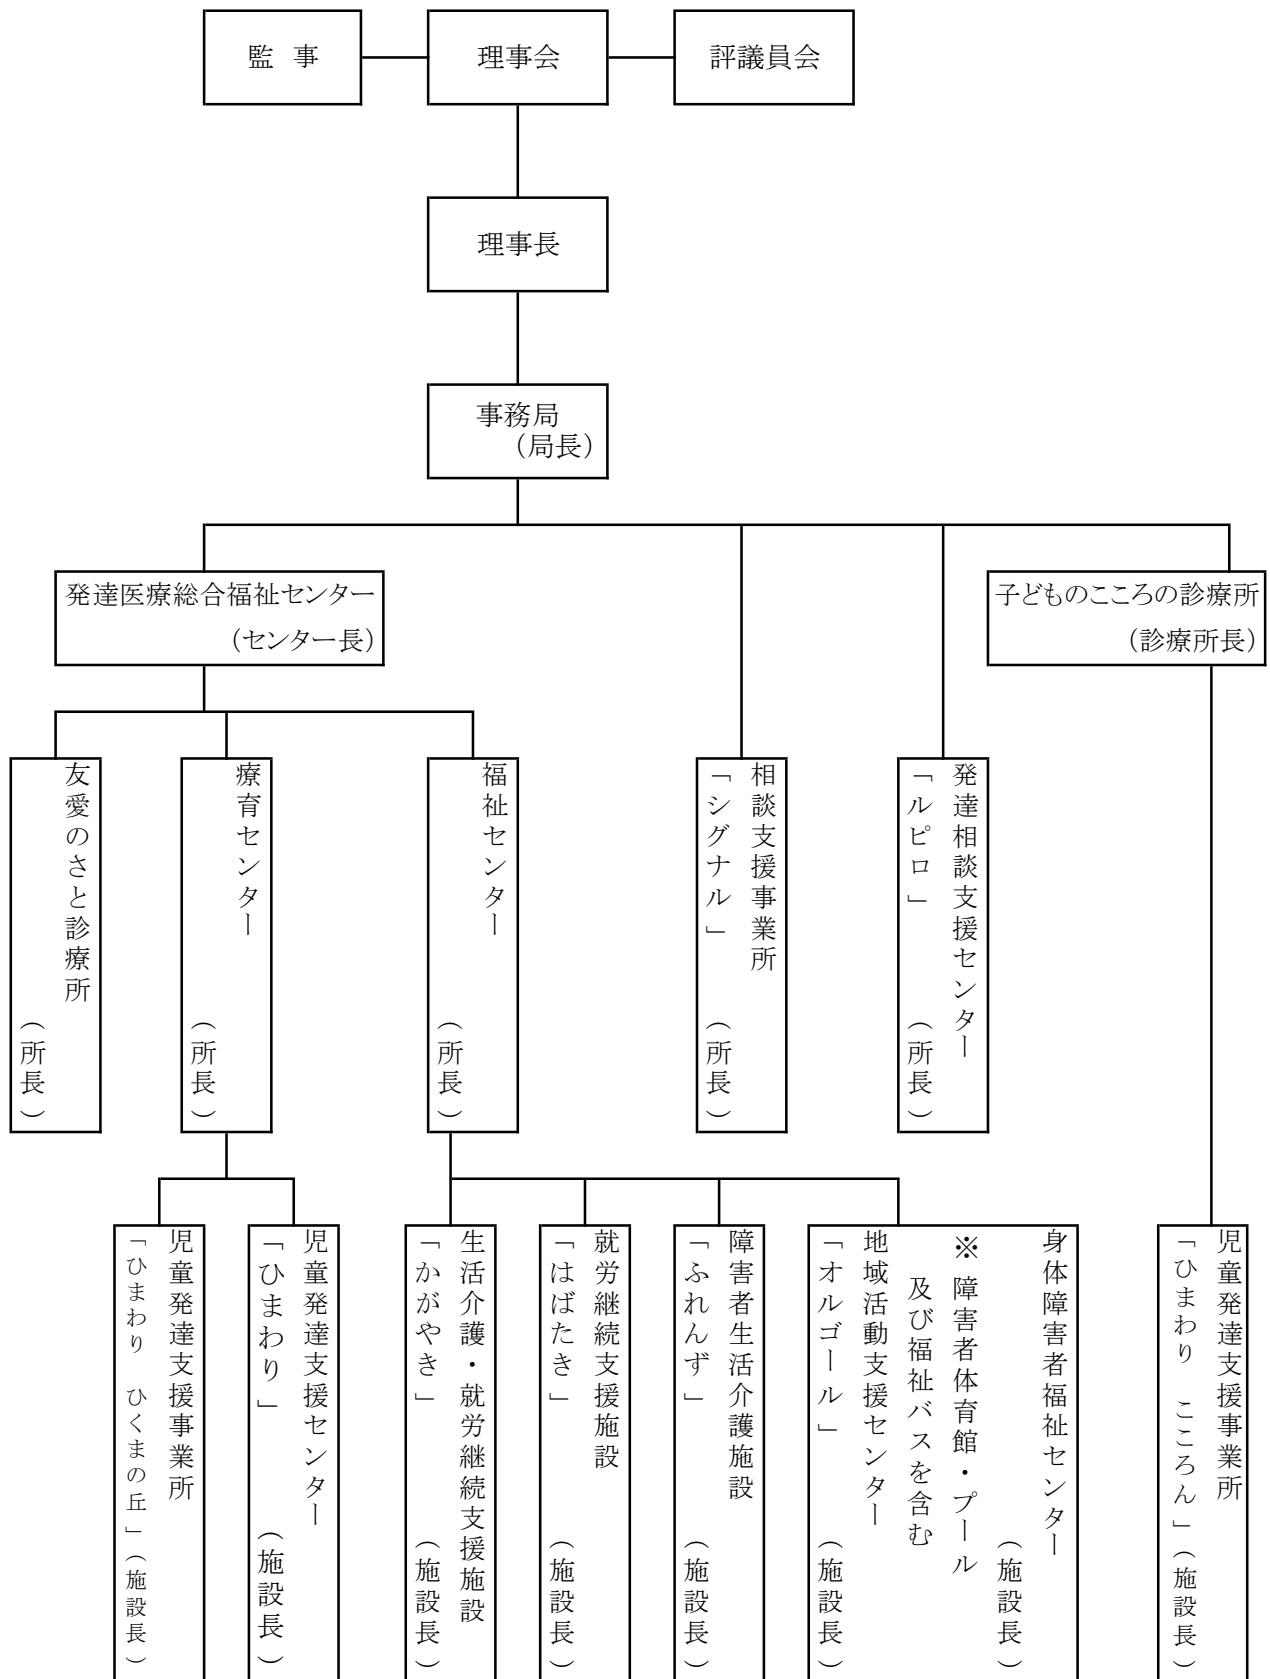 監　事
理事会
評議員会
理事長
事務局
（局長）
発達医療総合福祉センター
（センター長）
子どものこころの診療所
（診療所長）
友愛のさと診療所
（所長）
療育センター
（所長）
福祉センター
（所長）
相談支援事業所
「シグナル」　（所長）
発達相談支援センター
「ルピロ」　（所長）
児童発達支援事業所
「ひまわり　ひくまの丘」（施設長）
児童発達支援センター
「ひまわり」　（施設長）
生活介護・就労継続支援施設
「かがやき」　（施設長）
就労継続支援施設
「はばたき」　（施設長）
障害者生活介護施設
「ふれんず」　（施設長）
身体障害者福祉センター
（施設長）
※障害者体育館・プール
及び福祉バスを含む
地域活動支援センター
「オルゴール」　（施設長）
児童発達支援事業所
「ひまわり　こころん」（施設長）